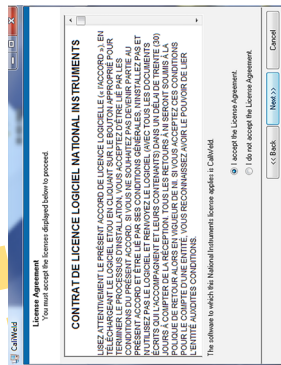 CaliWeld
License Agreement
You must accept the licenses displayed below to proceed.
CONTRAT DE LICENCE LOGICIEL NATIONAL INSTRUMENTS
LISEZ ATTENTIVEMENT LE PRÉSENT ACCORD DE LICENCE LOGICIELLE (« l'ACCORD »). EN
TÉLÉCHARGEANT LE LOGICIEL, ET/OU EN CLIQUANT SUR LE BOUTON APPROPRIÉ POUR
TERMINER LE PROCESSUS D'INSTALLATION, VOUS ACCEPTEZ D'ÊTRE LIÉ PAR LES
CONDITIONS DU PRÉSENT ACCORD. SI VOUS NE SOUHAITEZ PAS DEVENIR PARTIE AU
PRÉSENT ACCORD ET ÊTRE LIÉ PAR SES CONDITIONS GÉNÉRALES, N'INSTALLEZ PAS ET
N'UTILISEZ PAS LE LOGICIEL ET RENVOYEZ LE LOGICIEL (AVEC TOUS LES DOCUMENTS
ÉCRITS QUI L'ACCOMPAGNENT ET LEURS CONTENANTS) DANS UN DÉLAI DE TRENTE (30)
JOURS À COMPTER DE LA RÉCEPTION. TOUS LES RETOURS À NI SERONT SOUMIS À LA
POLIQUE DE RETOUR ALORS EN VIGUEUR DE NI. SI VOUS ACCEPTEZ CES CONDITIONS
POUR LE COMPTE D'UNE ENTITÉ, VOUS RECONNAISSEZ AVOIR LE POUVOIR DE LIER
L'ENTITÉ AUXDITES CONDITIONS.
The software to which this National Instruments license applies is CaliWeld.
I accept the License Agreement.
I do not accept the License Agreement.
<< Back Next >> Cancel